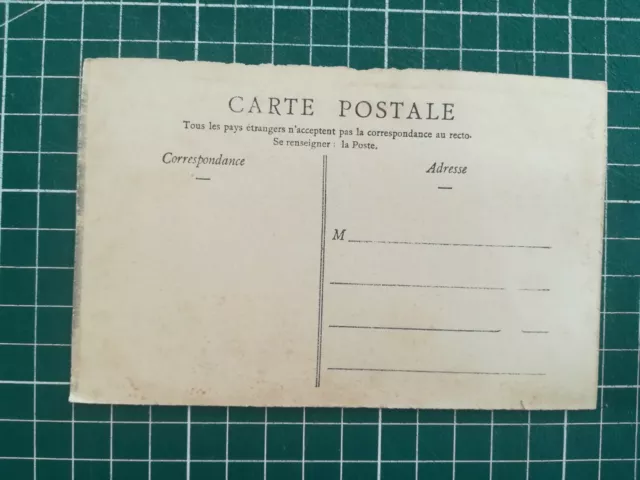 CARTE POSTALE
Tous les pays étrangers n'acceptent pas la correspondance au recto.
Se renseigner : la Poste.
Correspondance
Adresse
M